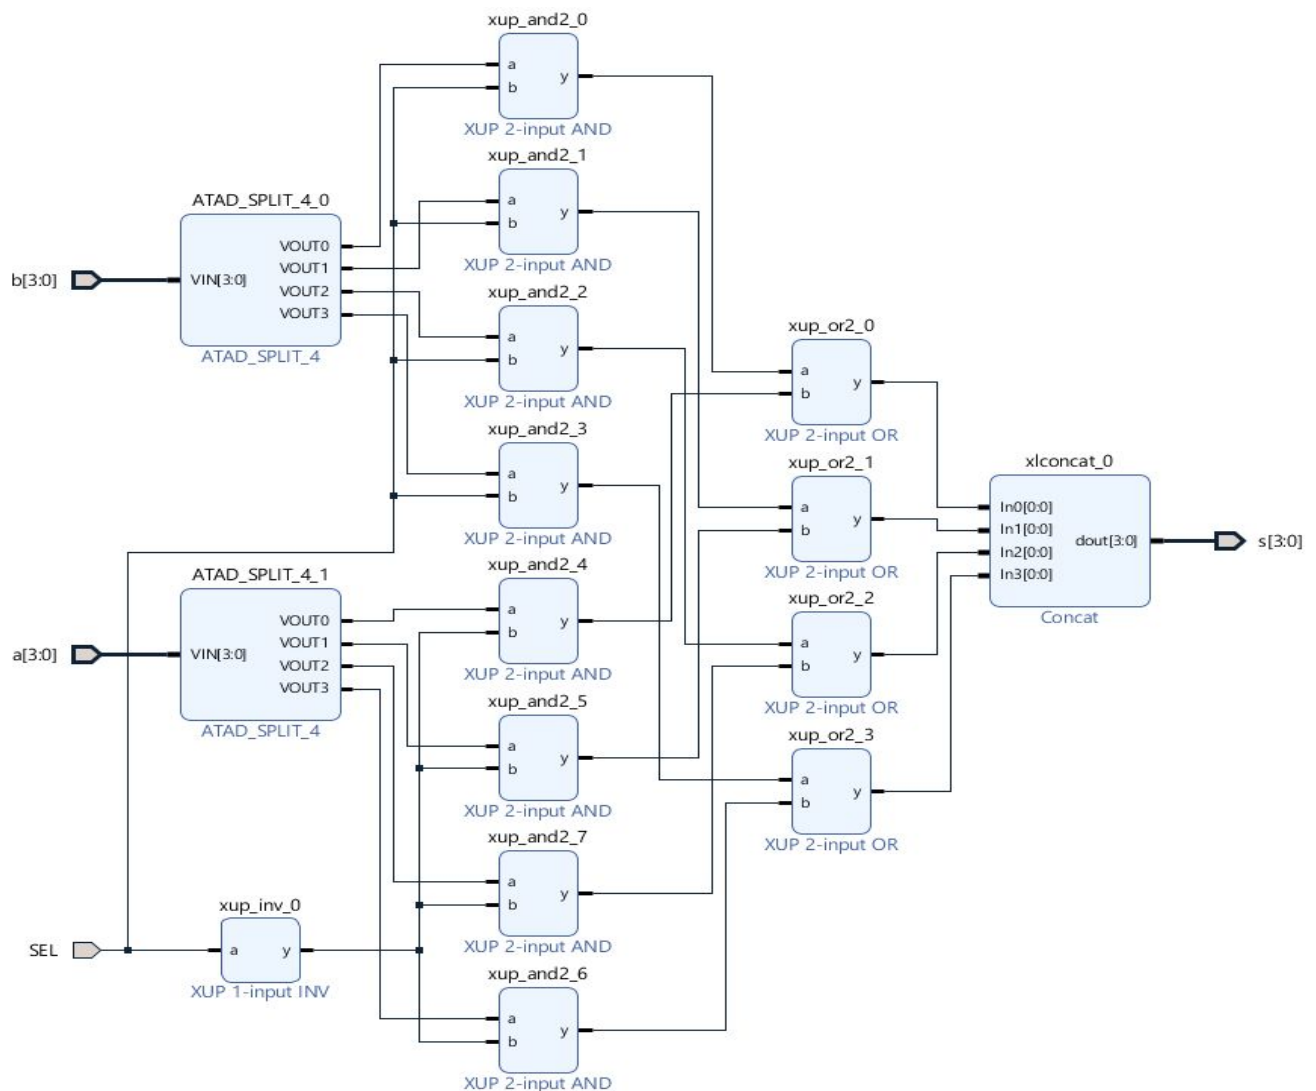 xup_and2_0
a
b
y
XUP 2-input AND
xup_and2_1
a
b
y
XUP 2-input AND
ATAD_SPLIT_4_0
b[3:0]
VIN[3:0]
VOUT0
VOUT1
VOUT2
VOUT3
ATAD_SPLIT_4
xup_and2_2
a
b
y
XUP 2-input AND
xup_and2_3
a
b
y
XUP 2-input AND
xup_and2_4
a
b
y
XUP 2-input AND
ATAD_SPLIT_4_1
a[3:0]
VIN[3:0]
VOUT0
VOUT1
VOUT2
VOUT3
ATAD_SPLIT_4
xup_and2_5
a
b
y
XUP 2-input AND
xup_and2_7
a
b
y
XUP 2-input AND
SEL
xup_inv_0
a
y
XUP 1-input INV
xup_and2_6
a
b
y
XUP 2-input AND
xup_or2_0
a
b
y
XUP 2-input OR
xup_or2_1
a
b
y
XUP 2-input OR
xup_or2_2
a
b
y
XUP 2-input OR
xup_or2_3
a
b
y
XUP 2-input OR
xlconcat_0
In0[0:0]
In1[0:0]
In2[0:0]
In3[0:0]
dout[3:0]
Concat
s[3:0]